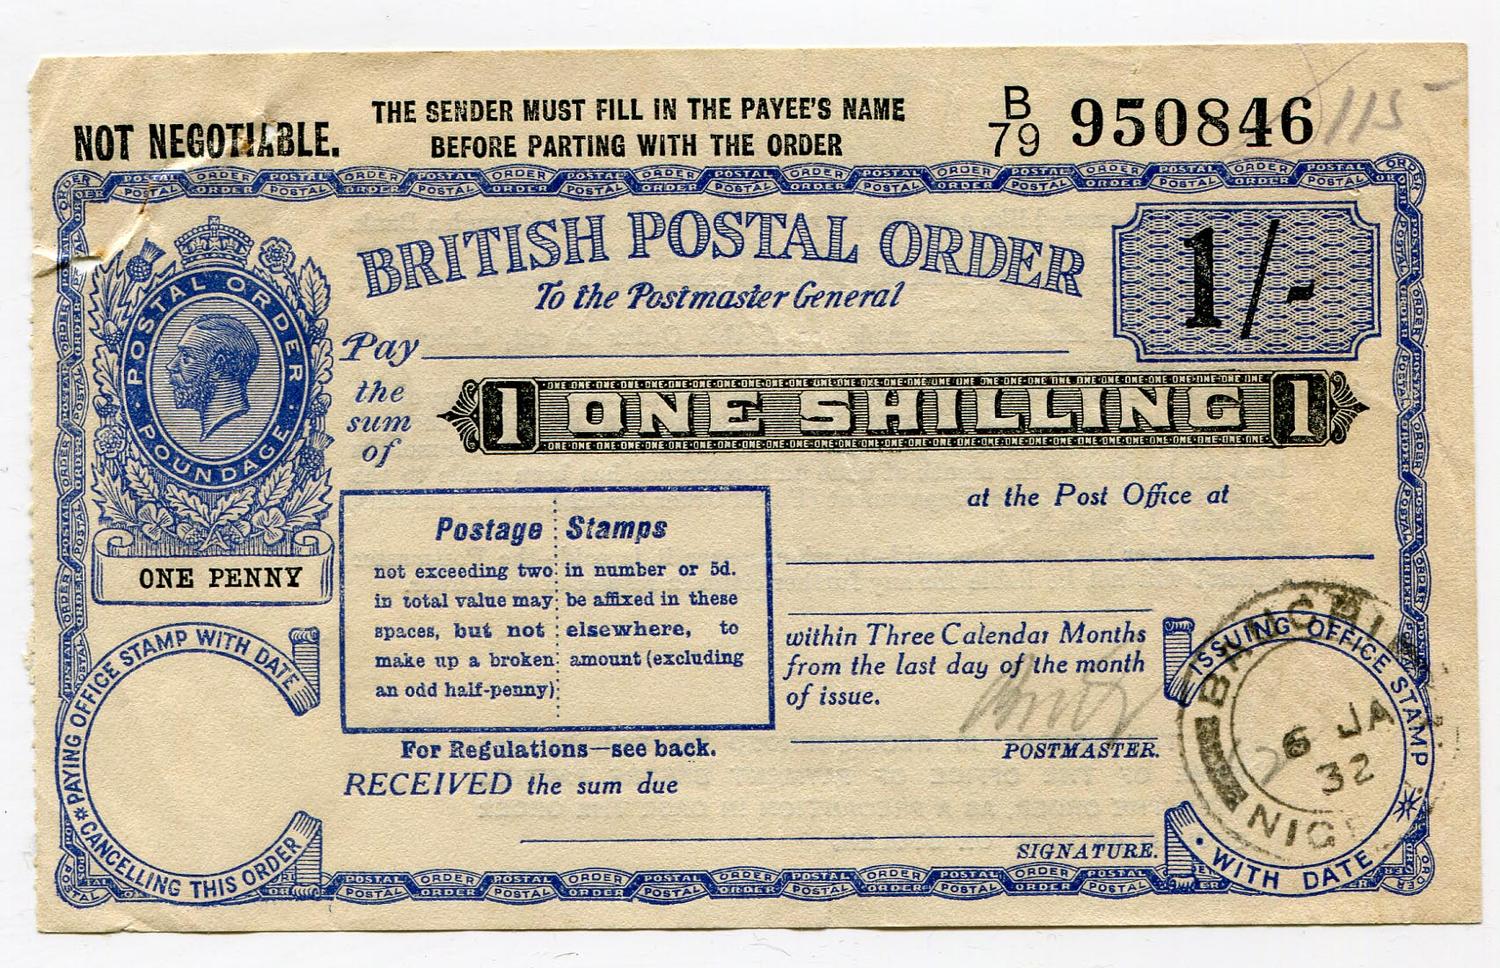 THE SENDER MUST FILL IN THE PAYEE'S NAME
BEFORE PARTING WITH THE ORDER
NOT NEGOTIABLE.
B
79
950846
115
BRITISH POSTAL ORDER
To the Postmaster General
1/-
POSTAL ORDER
POUNDAGE
ONE PENNY
Pay
the
sum
of
1 ONE SHILLING 1
at the Post Office at
Postage Stamps
not exceeding two in number or 5d.
in total value may be affixed in these
spaces, but not elsewhere, to
make up a broken amount (excluding
an odd half-penny)
For Regulations—see back.
within Three Calendar Months
from the last day of the month
of issue.
POSTMASTER.
RECEIVED the sum due
SIGNATURE.
PAYING OFFICE STAMP WITH DATE
CANCELLING THIS ORDER
ISSUING OFFICE STAMP
WITH DATE
6 JA
32